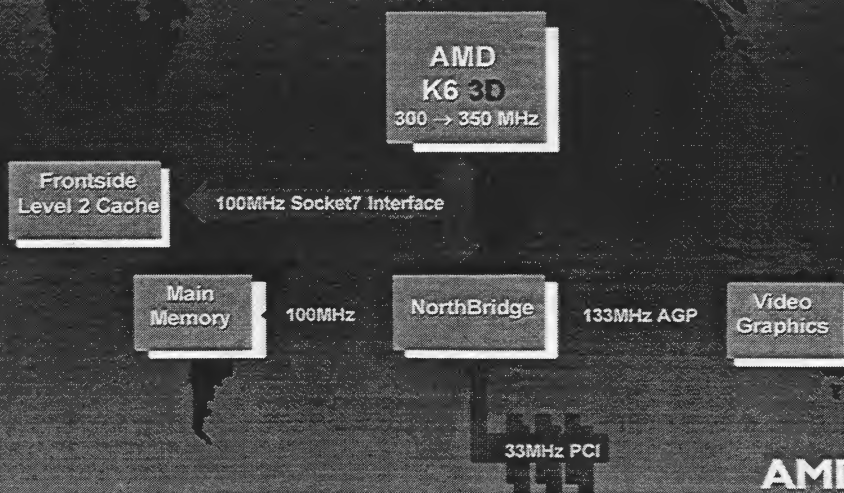 AMD
K6 3D
300 → 350 MHz
Frontside
Level 2 Cache
100MHz Socket7 Interface
Main
Memory
100MHz
NorthBridge
133MHz AGP
Video
Graphics
33MHz PCI
AMD